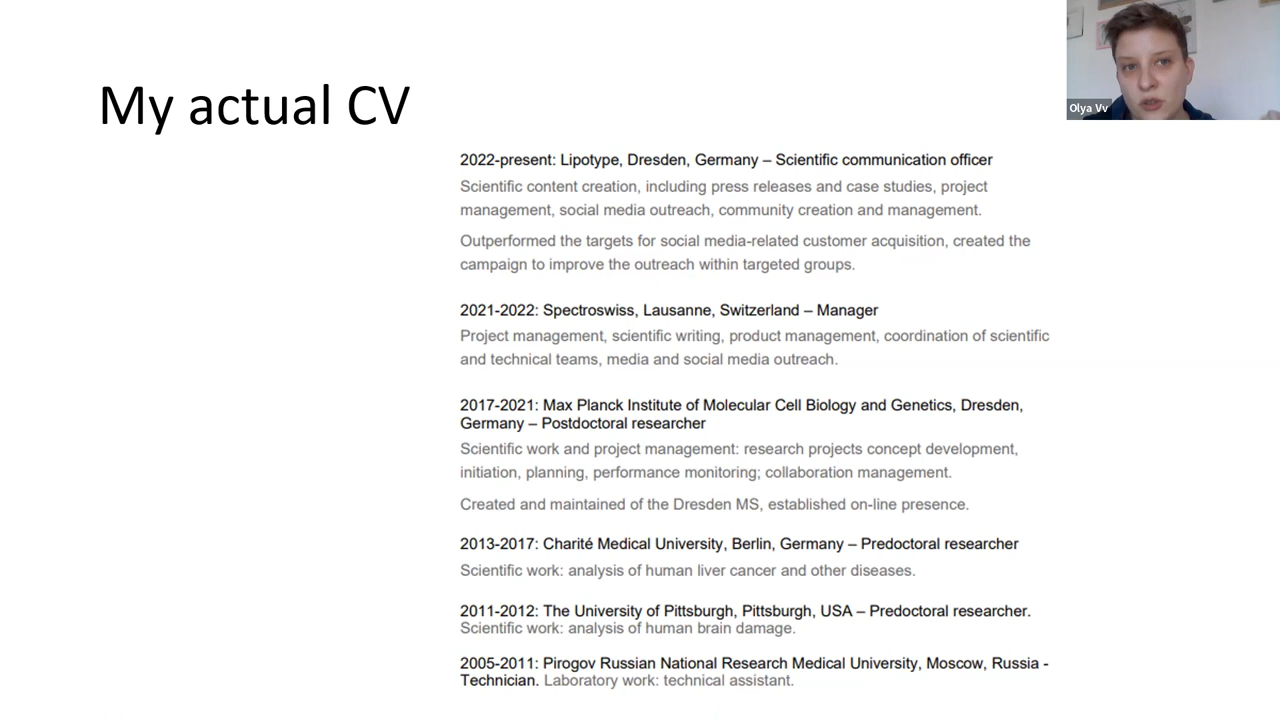 My actual CV
Olya Vv
2022-present: Lipotype, Dresden, Germany – Scientific communication officer
Scientific content creation, including press releases and case studies, project
management, social media outreach, community creation and management.
Outperformed the targets for social media-related customer acquisition, created the
campaign to improve the outreach within targeted groups.
2021-2022: Spectroswiss, Lausanne, Switzerland – Manager
Project management, scientific writing, product management, coordination of scientific
and technical teams, media and social media outreach.
2017-2021: Max Planck Institute of Molecular Cell Biology and Genetics, Dresden,
Germany – Postdoctoral researcher
Scientific work and project management: research projects concept development,
initiation, planning, performance monitoring; collaboration management.
Created and maintained of the Dresden MS, established on-line presence.
2013-2017: Charité Medical University, Berlin, Germany – Predoctoral researcher
Scientific work: analysis of human liver cancer and other diseases.
2011-2012: The University of Pittsburgh, Pittsburgh, USA – Predoctoral researcher.
Scientific work: analysis of human brain damage.
2005-2011: Pirogov Russian National Research Medical University, Moscow, Russia -
Technician. Laboratory work: technical assistant.